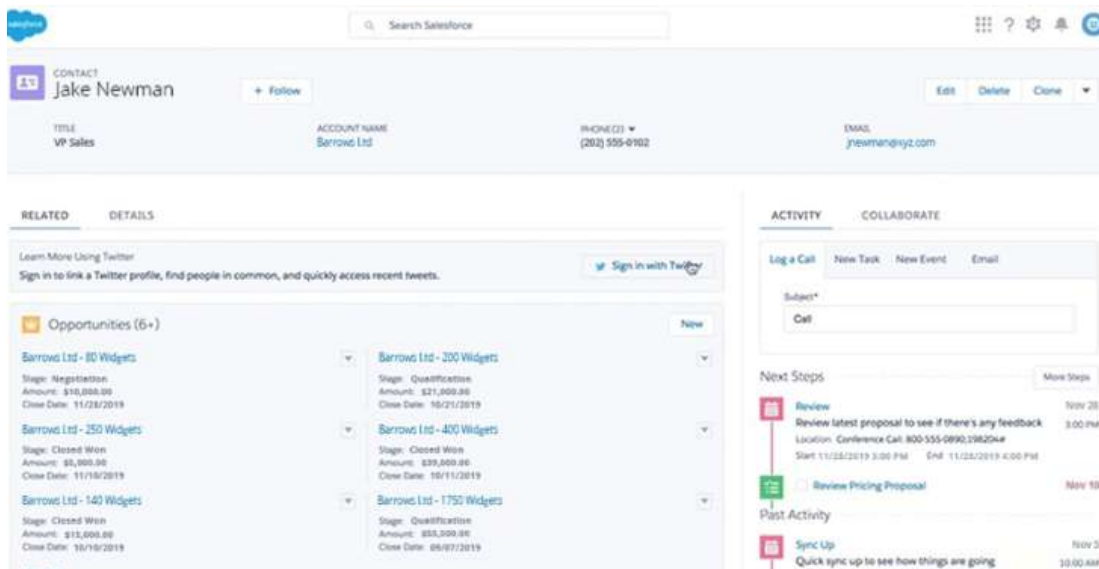 salesforce
Search Salesforce
?
CONTACT
Jake Newman
+ Follow
Edit Delete Clone
TITLE ACCOUNT NAME PHONE(2) EMAIL
VP Sales Barrows Ltd (202) 555-0102 jnewman@xyz.com
RELATED DETAILS
Learn More Using Twitter
Sign in to link a Twitter profile, find people in common, and quickly access recent tweets.
Sign in with Twitter
Opportunities (6+)
New
Barrows Ltd - 80 Widgets
Stage: Negotiation
Amount: $10,000.00
Close Date: 11/28/2019
Barrows Ltd - 200 Widgets
Stage: Qualification
Amount: $21,000.00
Close Date: 10/21/2019
Barrows Ltd - 250 Widgets
Stage: Closed Won
Amount: $5,000.00
Close Date: 11/10/2019
Barrows Ltd - 400 Widgets
Stage: Closed Won
Amount: $39,000.00
Close Date: 10/11/2019
Barrows Ltd - 140 Widgets
Stage: Closed Won
Amount: $15,000.00
Close Date: 10/10/2019
Barrows Ltd - 1750 Widgets
Stage: Qualification
Amount: $55,000.00
Close Date: 09/07/2019
ACTIVITY COLLABORATE
Log a Call New Task New Event Email
Subject*
Call
Next Steps
More Steps
Review Nov 28
Review latest proposal to see if there's any feedback 3:00 PM
Location Conference Call: 800-555-0890;198204#
Start 11/28/2019 3:00 PM End 11/28/2019 4:00 PM
Review Pricing Proposal Nov 10
Past Activity
Sync Up Nov 5
Quick sync up to see how things are going 10:00 AM